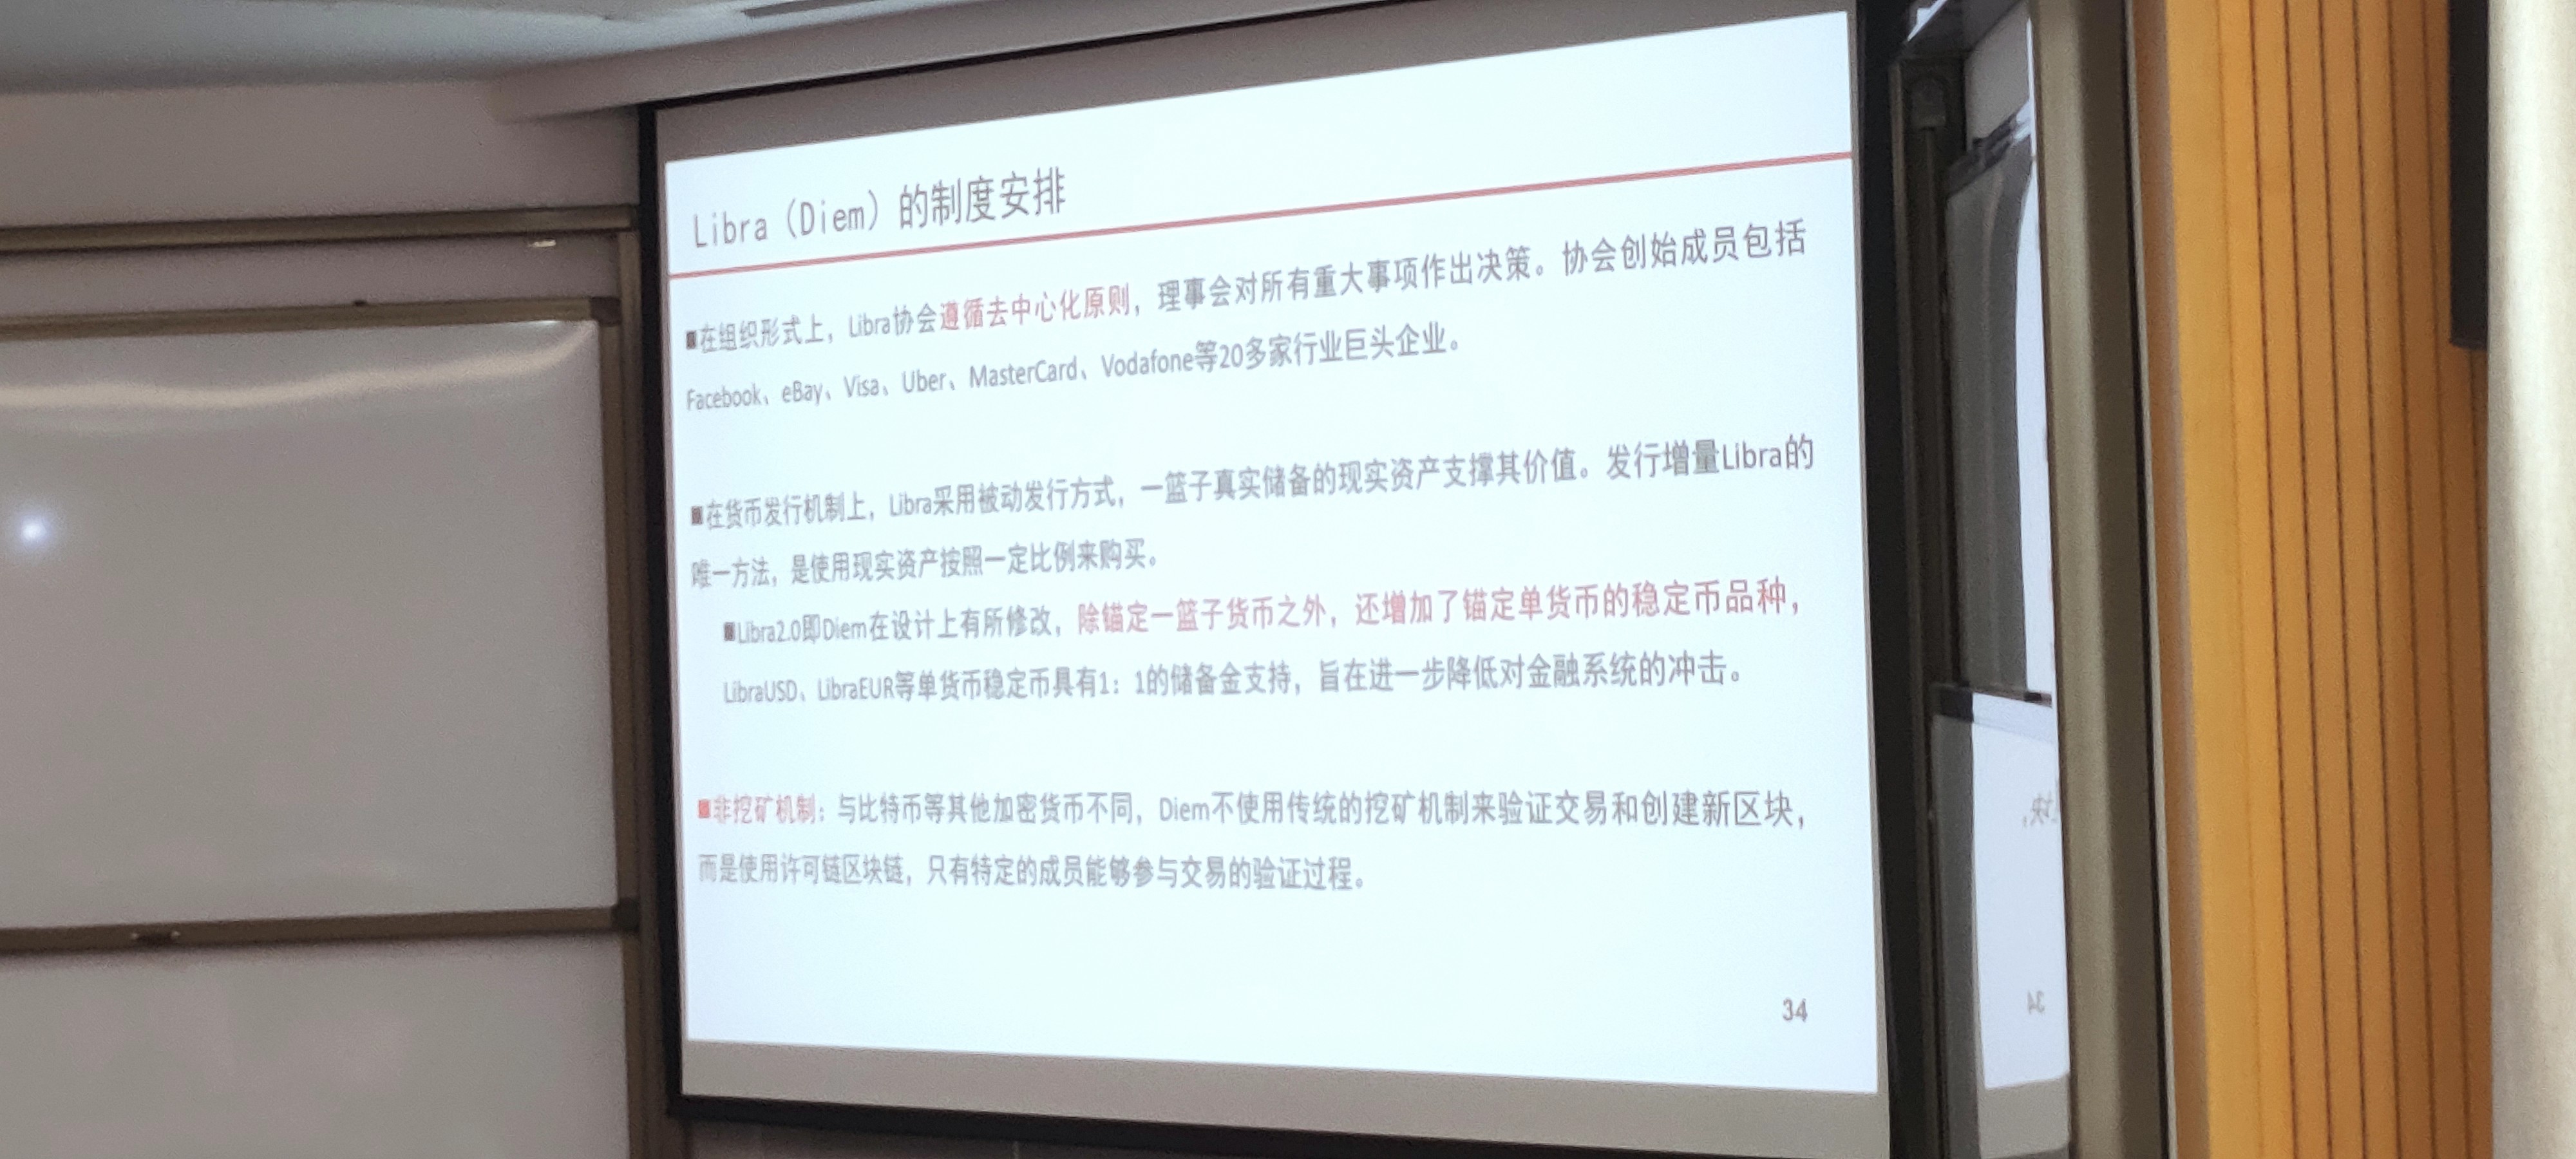 Libra（Diem）的制度安排
■在组织形式上，Libra协会遵循去中心化原则，理事会对所有重大事项作出决策。协会创始成员包括
Facebook、eBay、Visa、Uber、MasterCard、Vodafone等20多家行业巨头企业。
■在货币发行机制上，Libra采用被动发行方式，一篮子真实储备的现实资产支撑其价值。发行增量Libra的
唯一方法，是使用现实资产按照一定比例来购买。
■Libra2.0即Diem在设计上有所修改，除锚定一篮子货币之外，还增加了锚定单货币的稳定币品种，
LibraUSD、LibraEUR等单货币稳定币具有1：1的储备金支持，旨在进一步降低对金融系统的冲击。
■非挖矿机制：与比特币等其他加密货币不同，Diem不使用传统的挖矿机制来验证交易和创建新区块，
而是使用许可链区块链，只有特定的成员能够参与交易的验证过程。
34